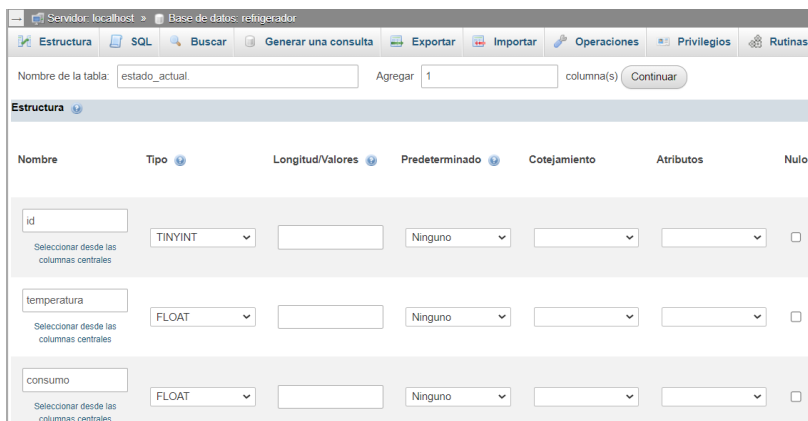 Servidor: localhost » Base de datos: refrigerador
Estructura SQL Buscar Generar una consulta Exportar Importar Operaciones Privilegios Rutinas
Nombre de la tabla: estado_actual. Agregar 1 columna(s) Continuar
Estructura
Nombre Tipo Longitud/Valores Predeterminado Cotejamiento Atributos Nulo
id TINYINT Ninguno
Seleccionar desde las
columnas centrales
temperatura FLOAT Ninguno
Seleccionar desde las
columnas centrales
consumo FLOAT Ninguno
Seleccionar desde las
columnas centrales